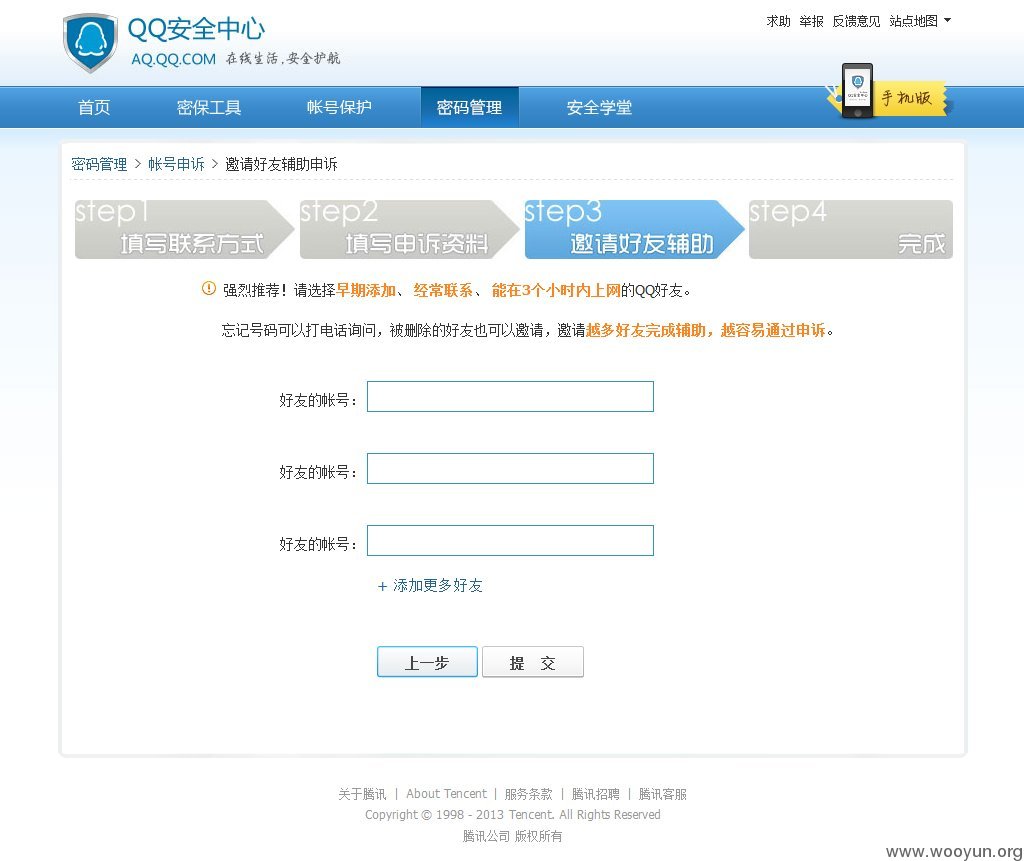 QQ安全中心
AQ.QQ.COM 在线生活,安全护航
求助 举报 反馈意见 站点地图
首页 密保工具 帐号保护 密码管理 安全学堂 手机版
密码管理 > 帐号申诉 > 邀请好友辅助申诉
step1 填写联系方式
step2 填写申诉资料
step3 邀请好友辅助
step4 完成
强烈推荐！请选择早期添加、经常联系、能在3个小时内上网的QQ好友。
忘记号码可以打电话询问，被删除的好友也可以邀请，邀请越多好友完成辅助，越容易通过申诉。
好友的帐号：
好友的帐号：
好友的帐号：
+ 添加更多好友
上一步 提 交
关于腾讯 | About Tencent | 服务条款 | 腾讯招聘 | 腾讯客服
Copyright © 1998 - 2013 Tencent. All Rights Reserved
腾讯公司 版权所有
www.wooyun.org